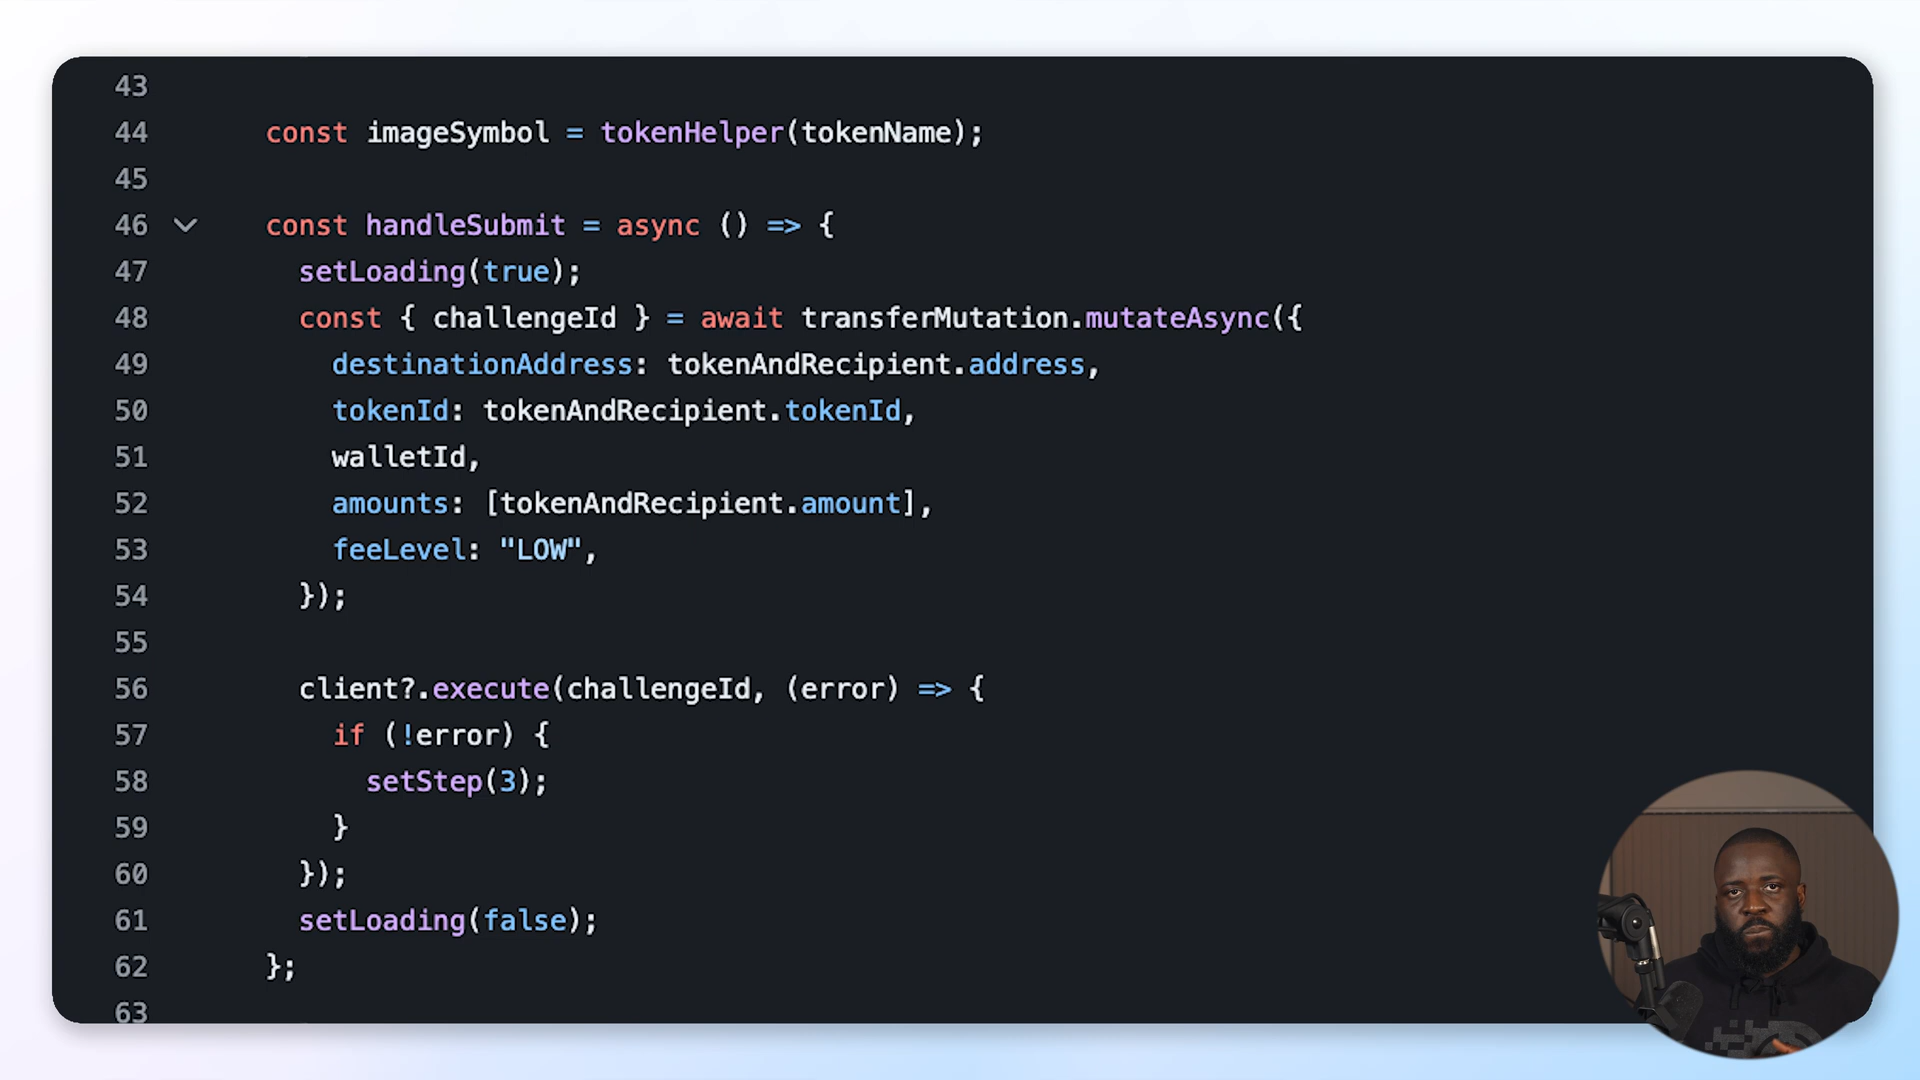 43
44 const imageSymbol = tokenHelper(tokenName);
45
46 const handleSubmit = async () => {
47 setLoading(true);
48 const { challengeId } = await transferMutation.mutateAsync({
49 destinationAddress: tokenAndRecipient.address,
50 tokenId: tokenAndRecipient.tokenId,
51 walletId,
52 amounts: [tokenAndRecipient.amount],
53 feeLevel: "LOW",
54 });
55
56 client?.execute(challengeId, (error) => {
57 if (!error) {
58 setStep(3);
59 }
60 });
61 setLoading(false);
62 };
63